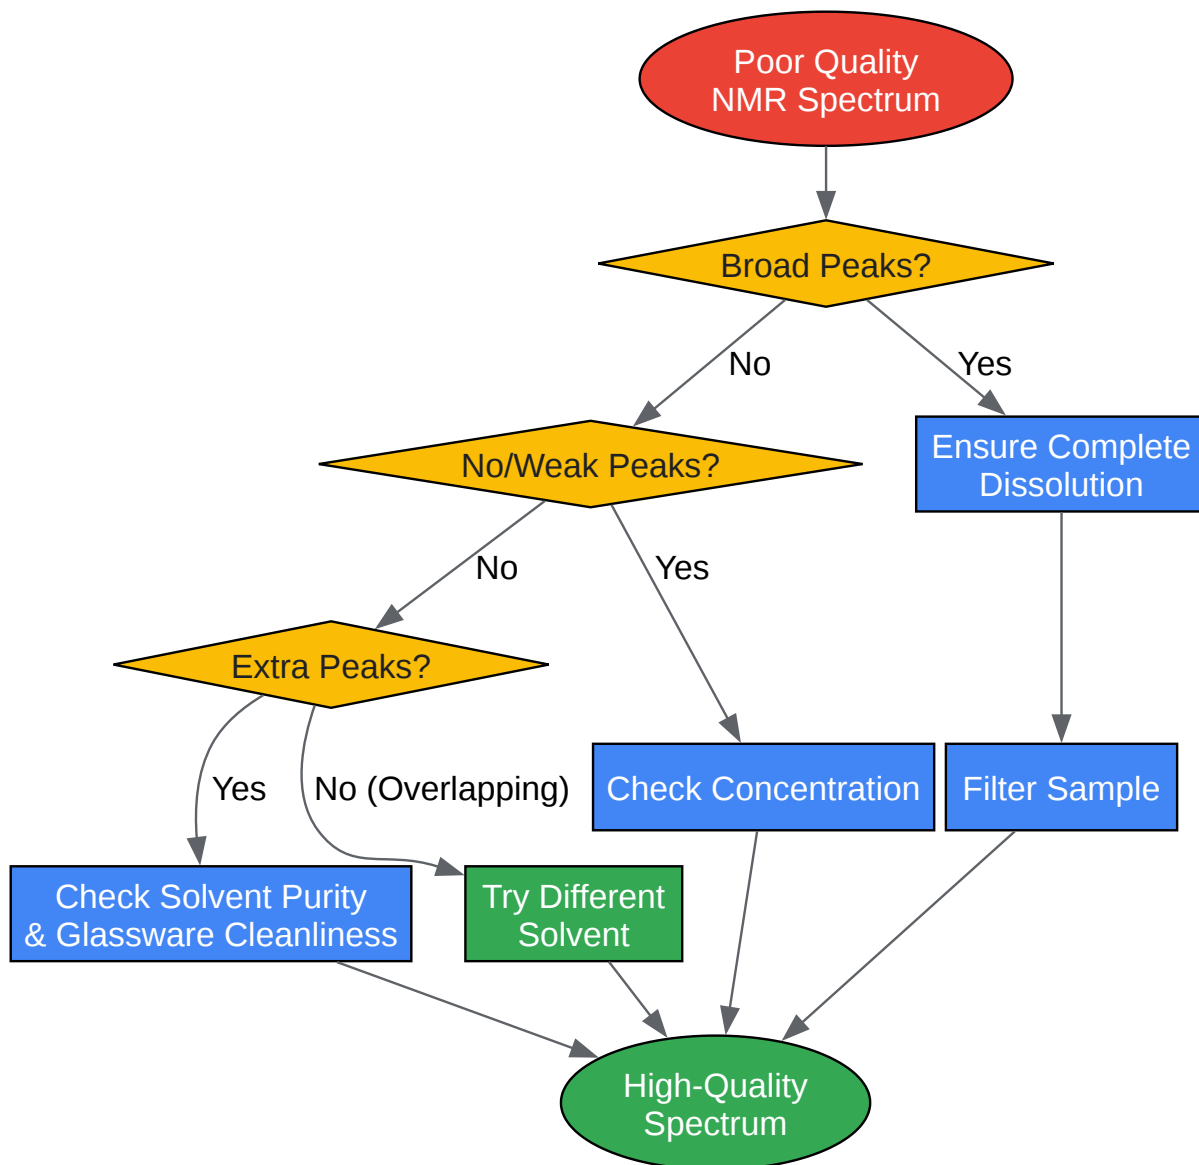 Poor Quality
NMR Spectrum
Broad Peaks?
No
Yes
Ensure Complete
Dissolution
No/Weak Peaks?
No
Yes
Extra Peaks?
Yes
No (Overlapping)
Check Concentration
Filter Sample
Check Solvent Purity
& Glassware Cleanliness
Try Different
Solvent
High-Quality
Spectrum